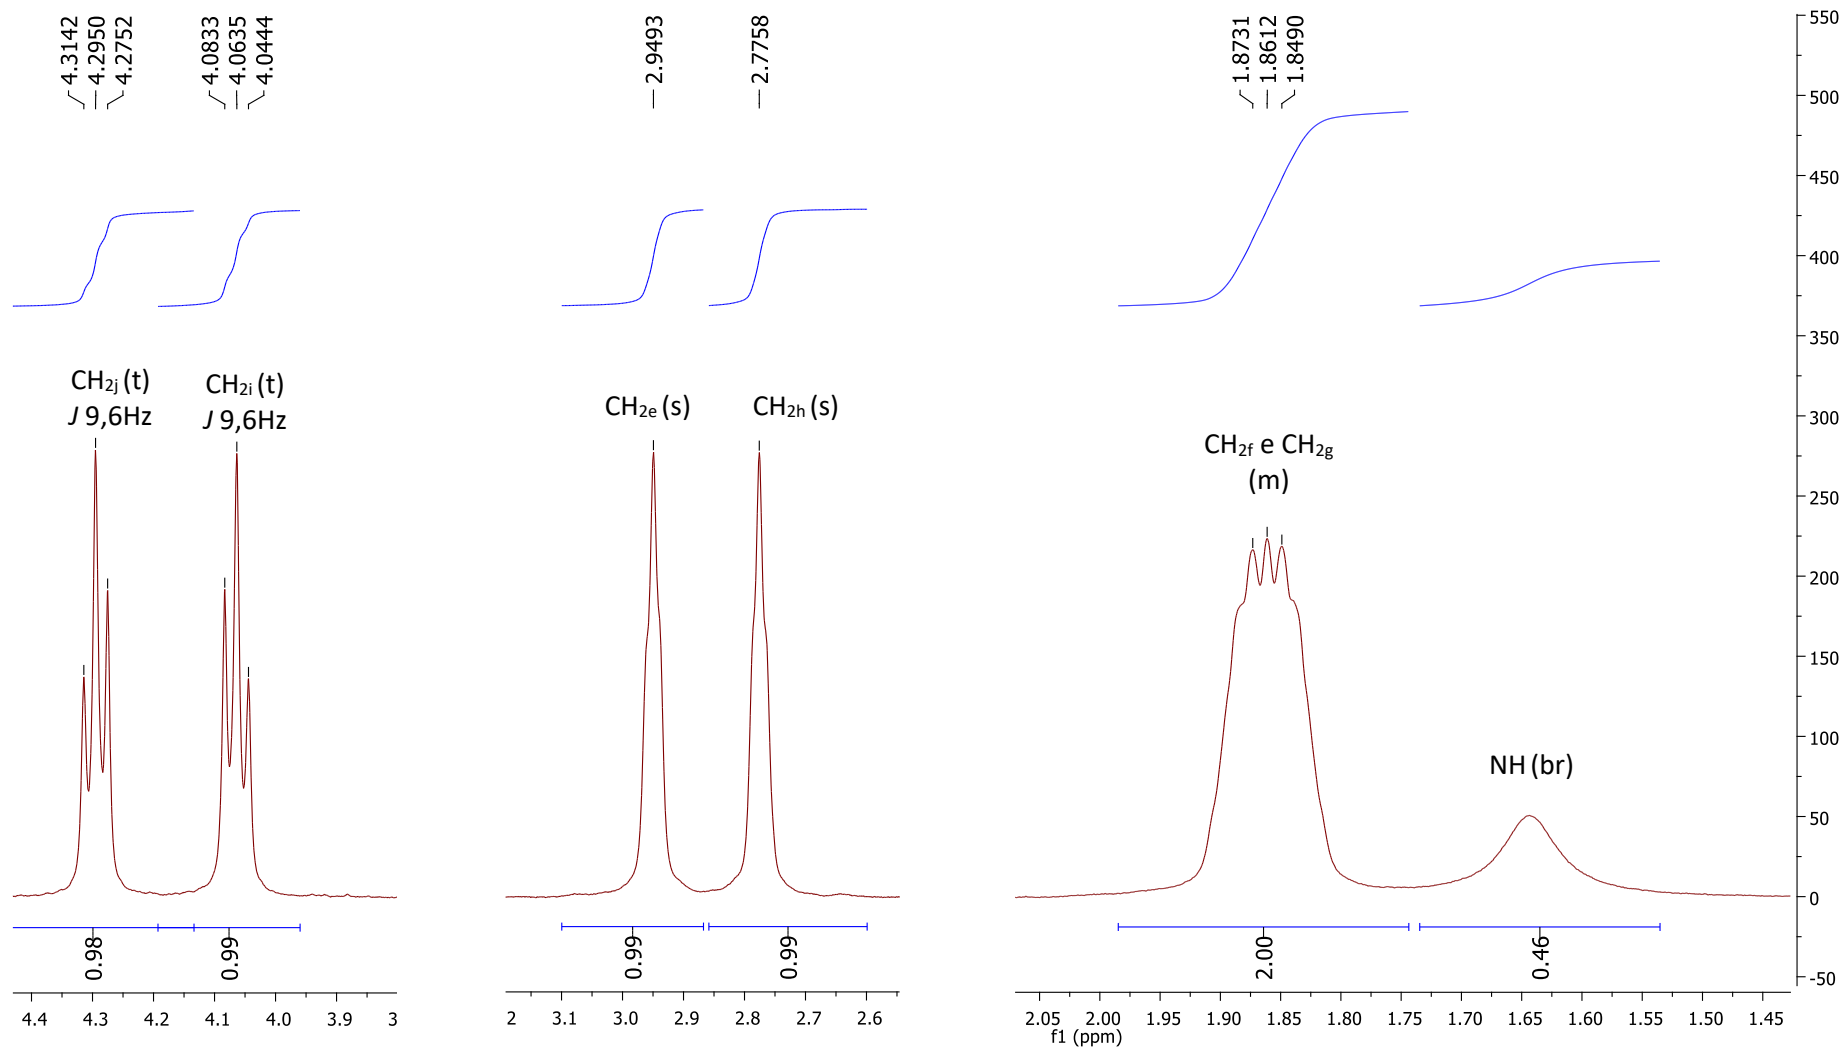 4.3142
4.2950
4.2752
4.0833
4.0635
4.0444
2.9493
2.7758
1.8731
1.8612
1.8490
CH2j (t)
J 9,6Hz
CH2i (t)
J 9,6Hz
CH2e (s)
CH2h (s)
CH2f e CH2g
(m)
NH (br)
550
500
450
400
350
300
250
200
150
100
50
0
-50
0.98
0.99
0.99
0.99
2.00
0.46
4.4 4.3 4.2 4.1 4.0 3.9 3
2 3.1 3.0 2.9 2.8 2.7 2.6
2.05 2.00 1.95 1.90 1.85 1.80 1.75 1.70 1.65 1.60 1.55 1.50 1.45
f1 (ppm)